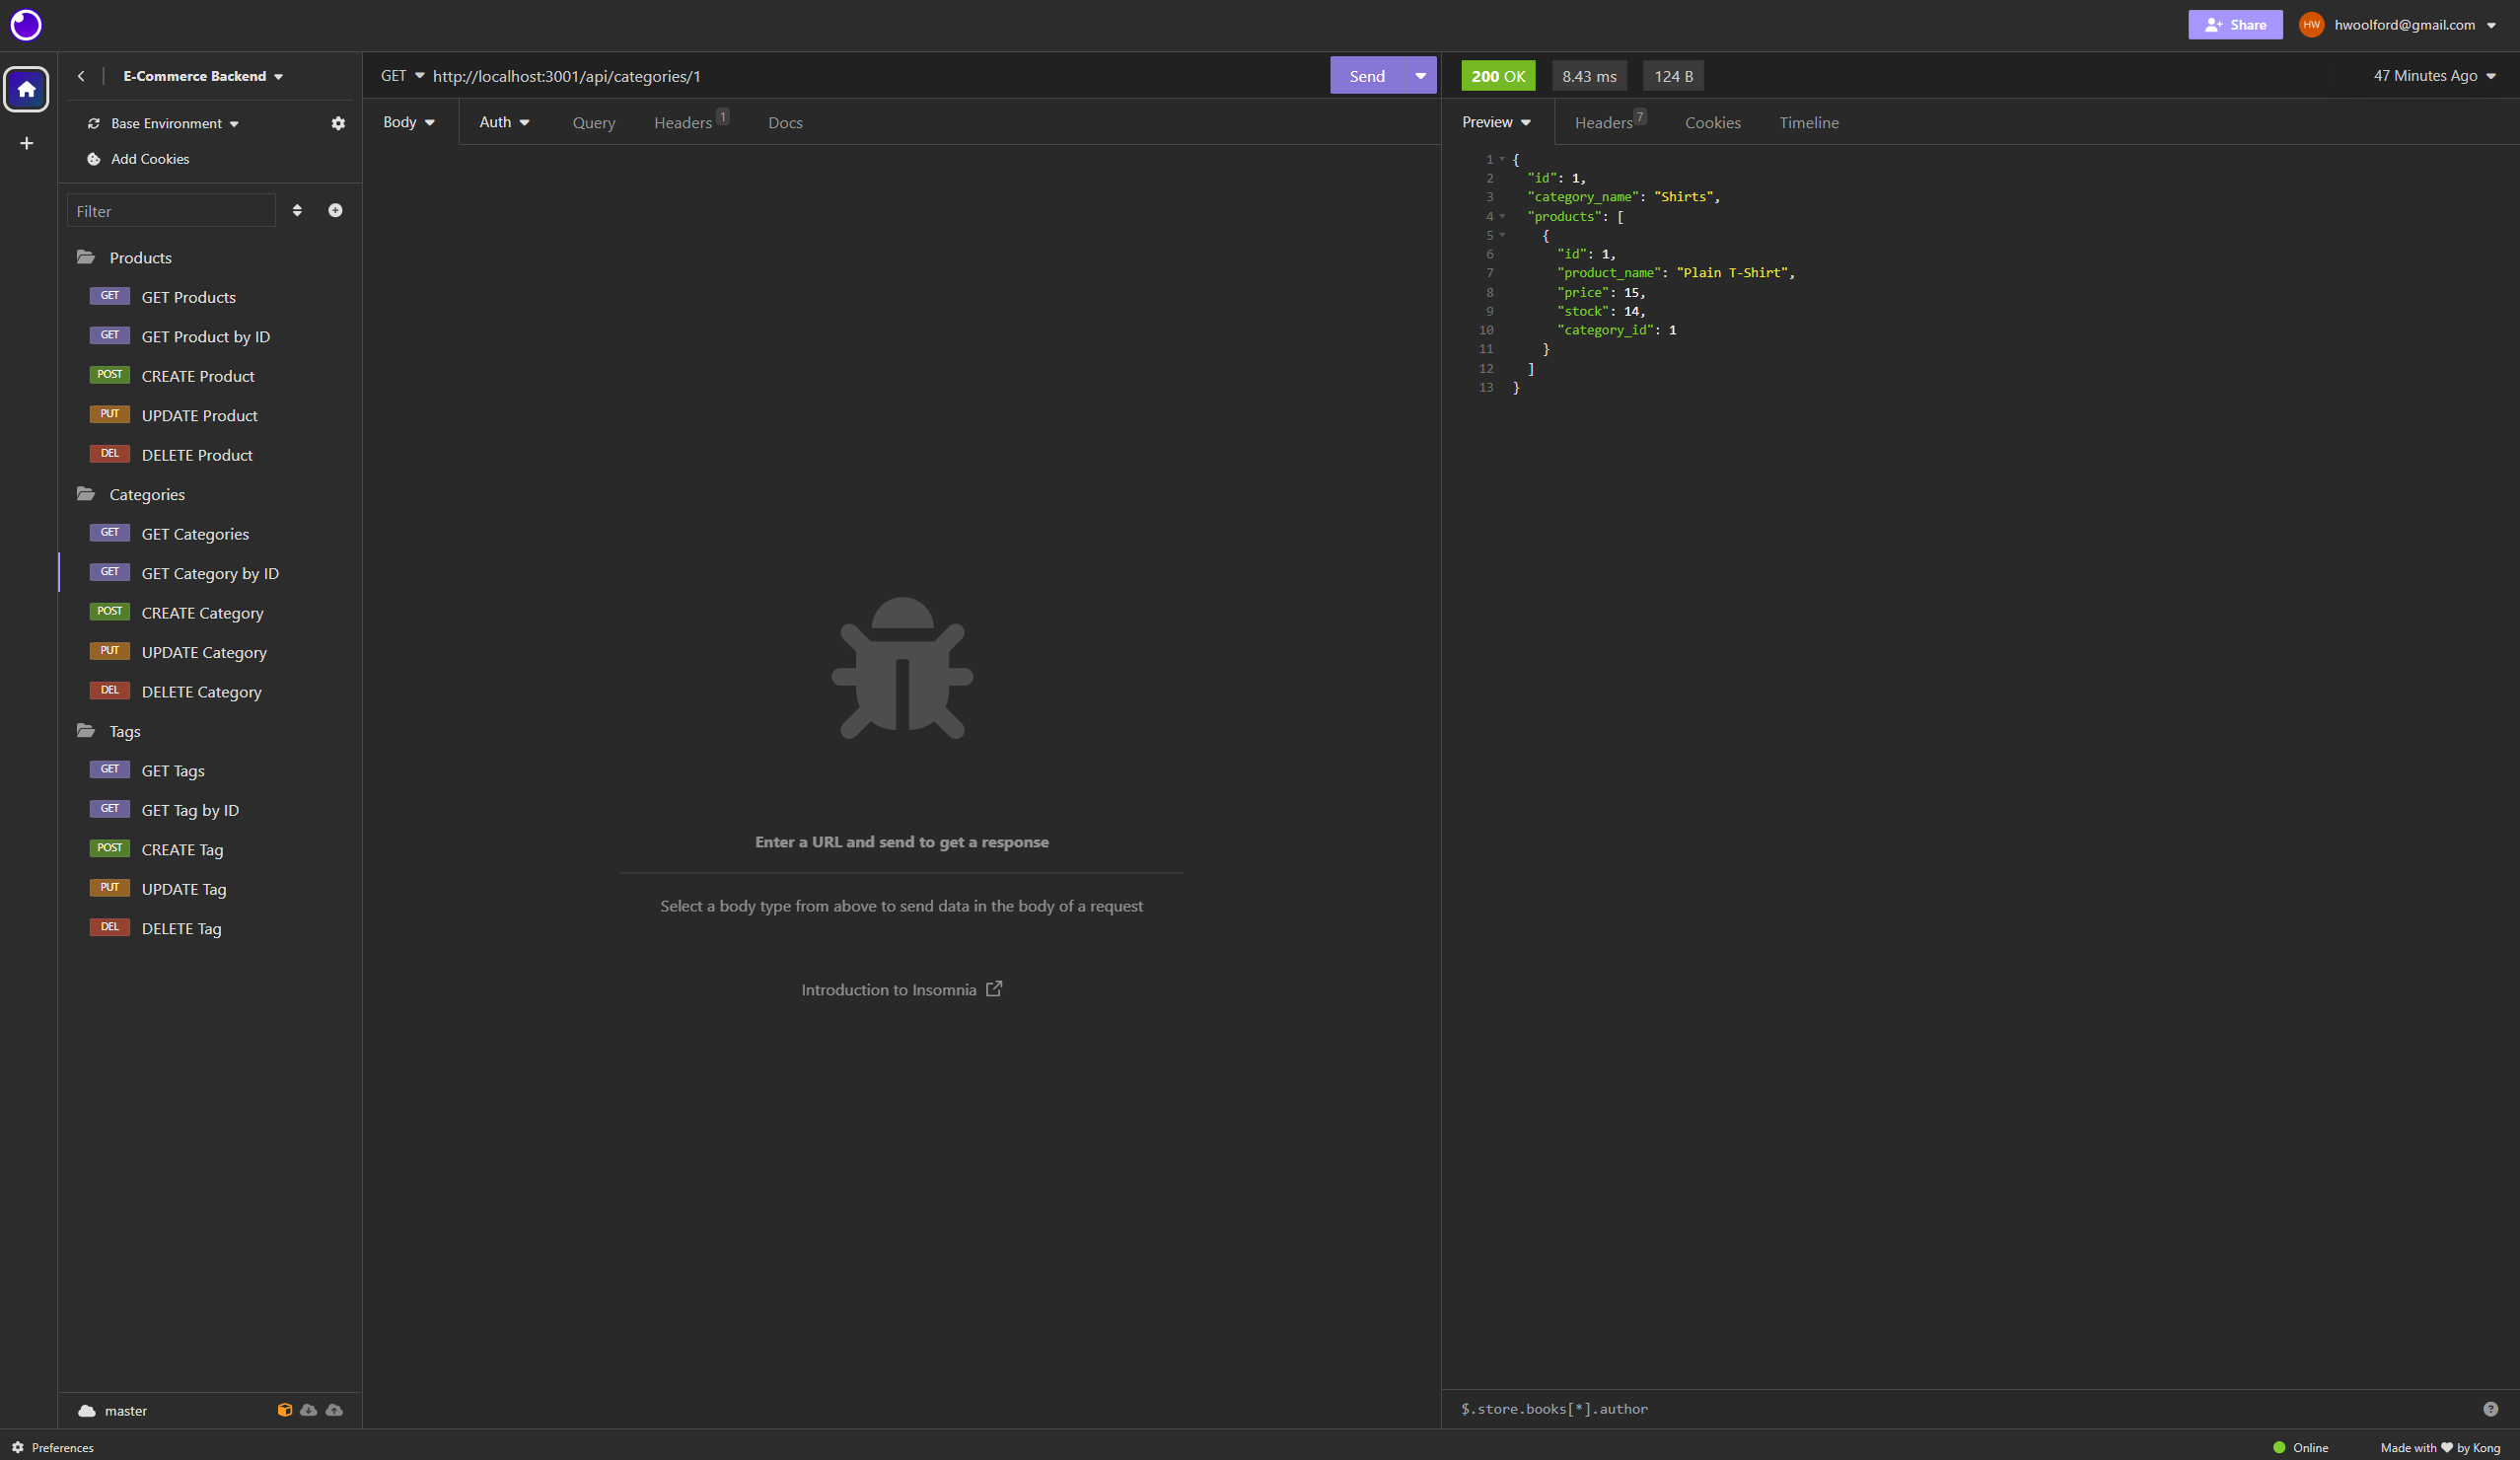 Share
HW
hwoolford@gmail.com
E-Commerce Backend
Base Environment
Add Cookies
Filter
Products
GET GET Products
GET GET Product by ID
POST CREATE Product
PUT UPDATE Product
DEL DELETE Product
Categories
GET GET Categories
GET GET Category by ID
POST CREATE Category
PUT UPDATE Category
DEL DELETE Category
Tags
GET GET Tags
GET GET Tag by ID
POST CREATE Tag
PUT UPDATE Tag
DEL DELETE Tag
master
GET http://localhost:3001/api/categories/1
Send
Body Auth Query Headers 1 Docs
Enter a URL and send to get a response
Select a body type from above to send data in the body of a request
Introduction to Insomnia
200 OK 8.43 ms 124 B 47 Minutes Ago
Preview Headers 7 Cookies Timeline
1 {
2 "id": 1,
3 "category_name": "Shirts",
4 "products": [
5 {
6 "id": 1,
7 "product_name": "Plain T-Shirt",
8 "price": 15,
9 "stock": 14,
10 "category_id": 1
11 }
12 ]
13 }
$.store.books[*].author
Preferences
Online
Made with ❤ by Kong